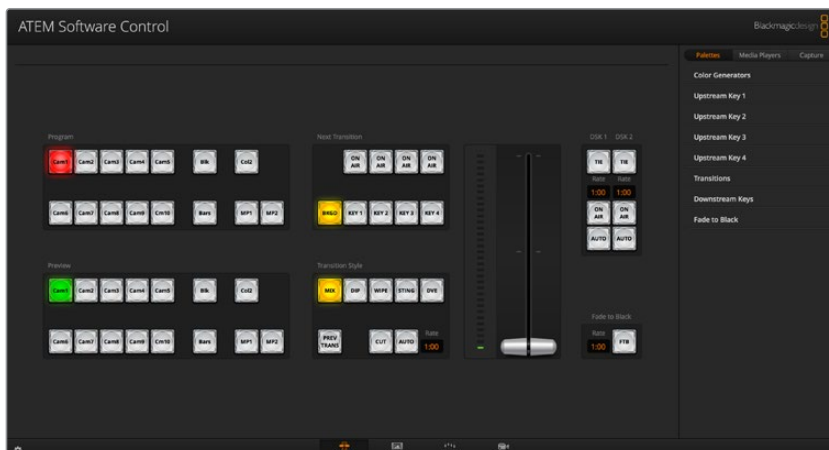 ATEM Software Control
Blackmagicdesign
Palettes Media Players Capture
Color Generators
Upstream Key 1
Upstream Key 2
Upstream Key 3
Upstream Key 4
Transitions
Downstream Keys
Fade to Black
Program
Cam1 Cam2 Cam3 Cam4 Cam5 Blk Col2
Cam6 Cam7 Cam8 Cam9 Cm10 Bars MP1 MP2
Next Transition
ON AIR ON AIR ON AIR ON AIR
BKGD KEY 1 KEY 2 KEY 3 KEY 4
DSK 1 DSK 2
TIE TIE
Rate Rate
1:00 1:00
ON AIR ON AIR
AUTO AUTO
Preview
Cam1 Cam2 Cam3 Cam4 Cam5 Blk Col2
Cam6 Cam7 Cam8 Cam9 Cm10 Bars MP1 MP2
Transition Style
MIX DIP WIPE STING DVE
PREV TRANS CUT AUTO Rate 1:00
Fade to Black
Rate
1:00 FTB